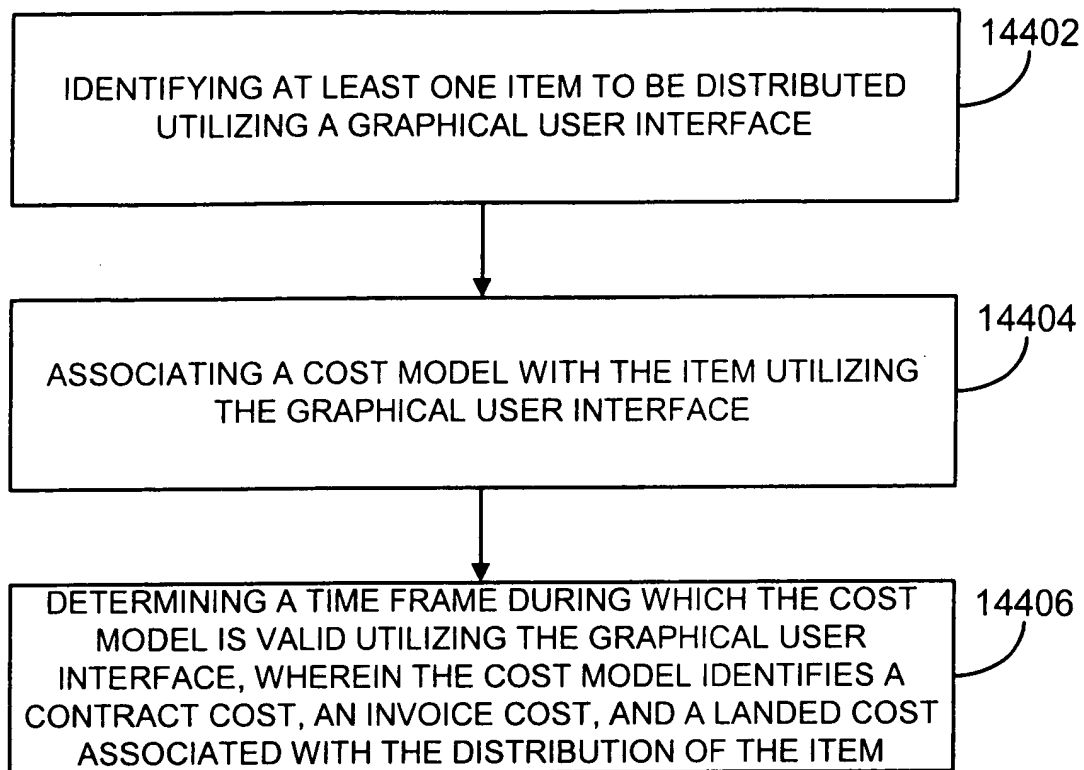 14402
IDENTIFYING AT LEAST ONE ITEM TO BE DISTRIBUTED
UTILIZING A GRAPHICAL USER INTERFACE
14404
ASSOCIATING A COST MODEL WITH THE ITEM UTILIZING
THE GRAPHICAL USER INTERFACE
14406
DETERMINING A TIME FRAME DURING WHICH THE COST
MODEL IS VALID UTILIZING THE GRAPHICAL USER
INTERFACE, WHEREIN THE COST MODEL IDENTIFIES A
CONTRACT COST, AN INVOICE COST, AND A LANDED COST
ASSOCIATED WITH THE DISTRIBUTION OF THE ITEM